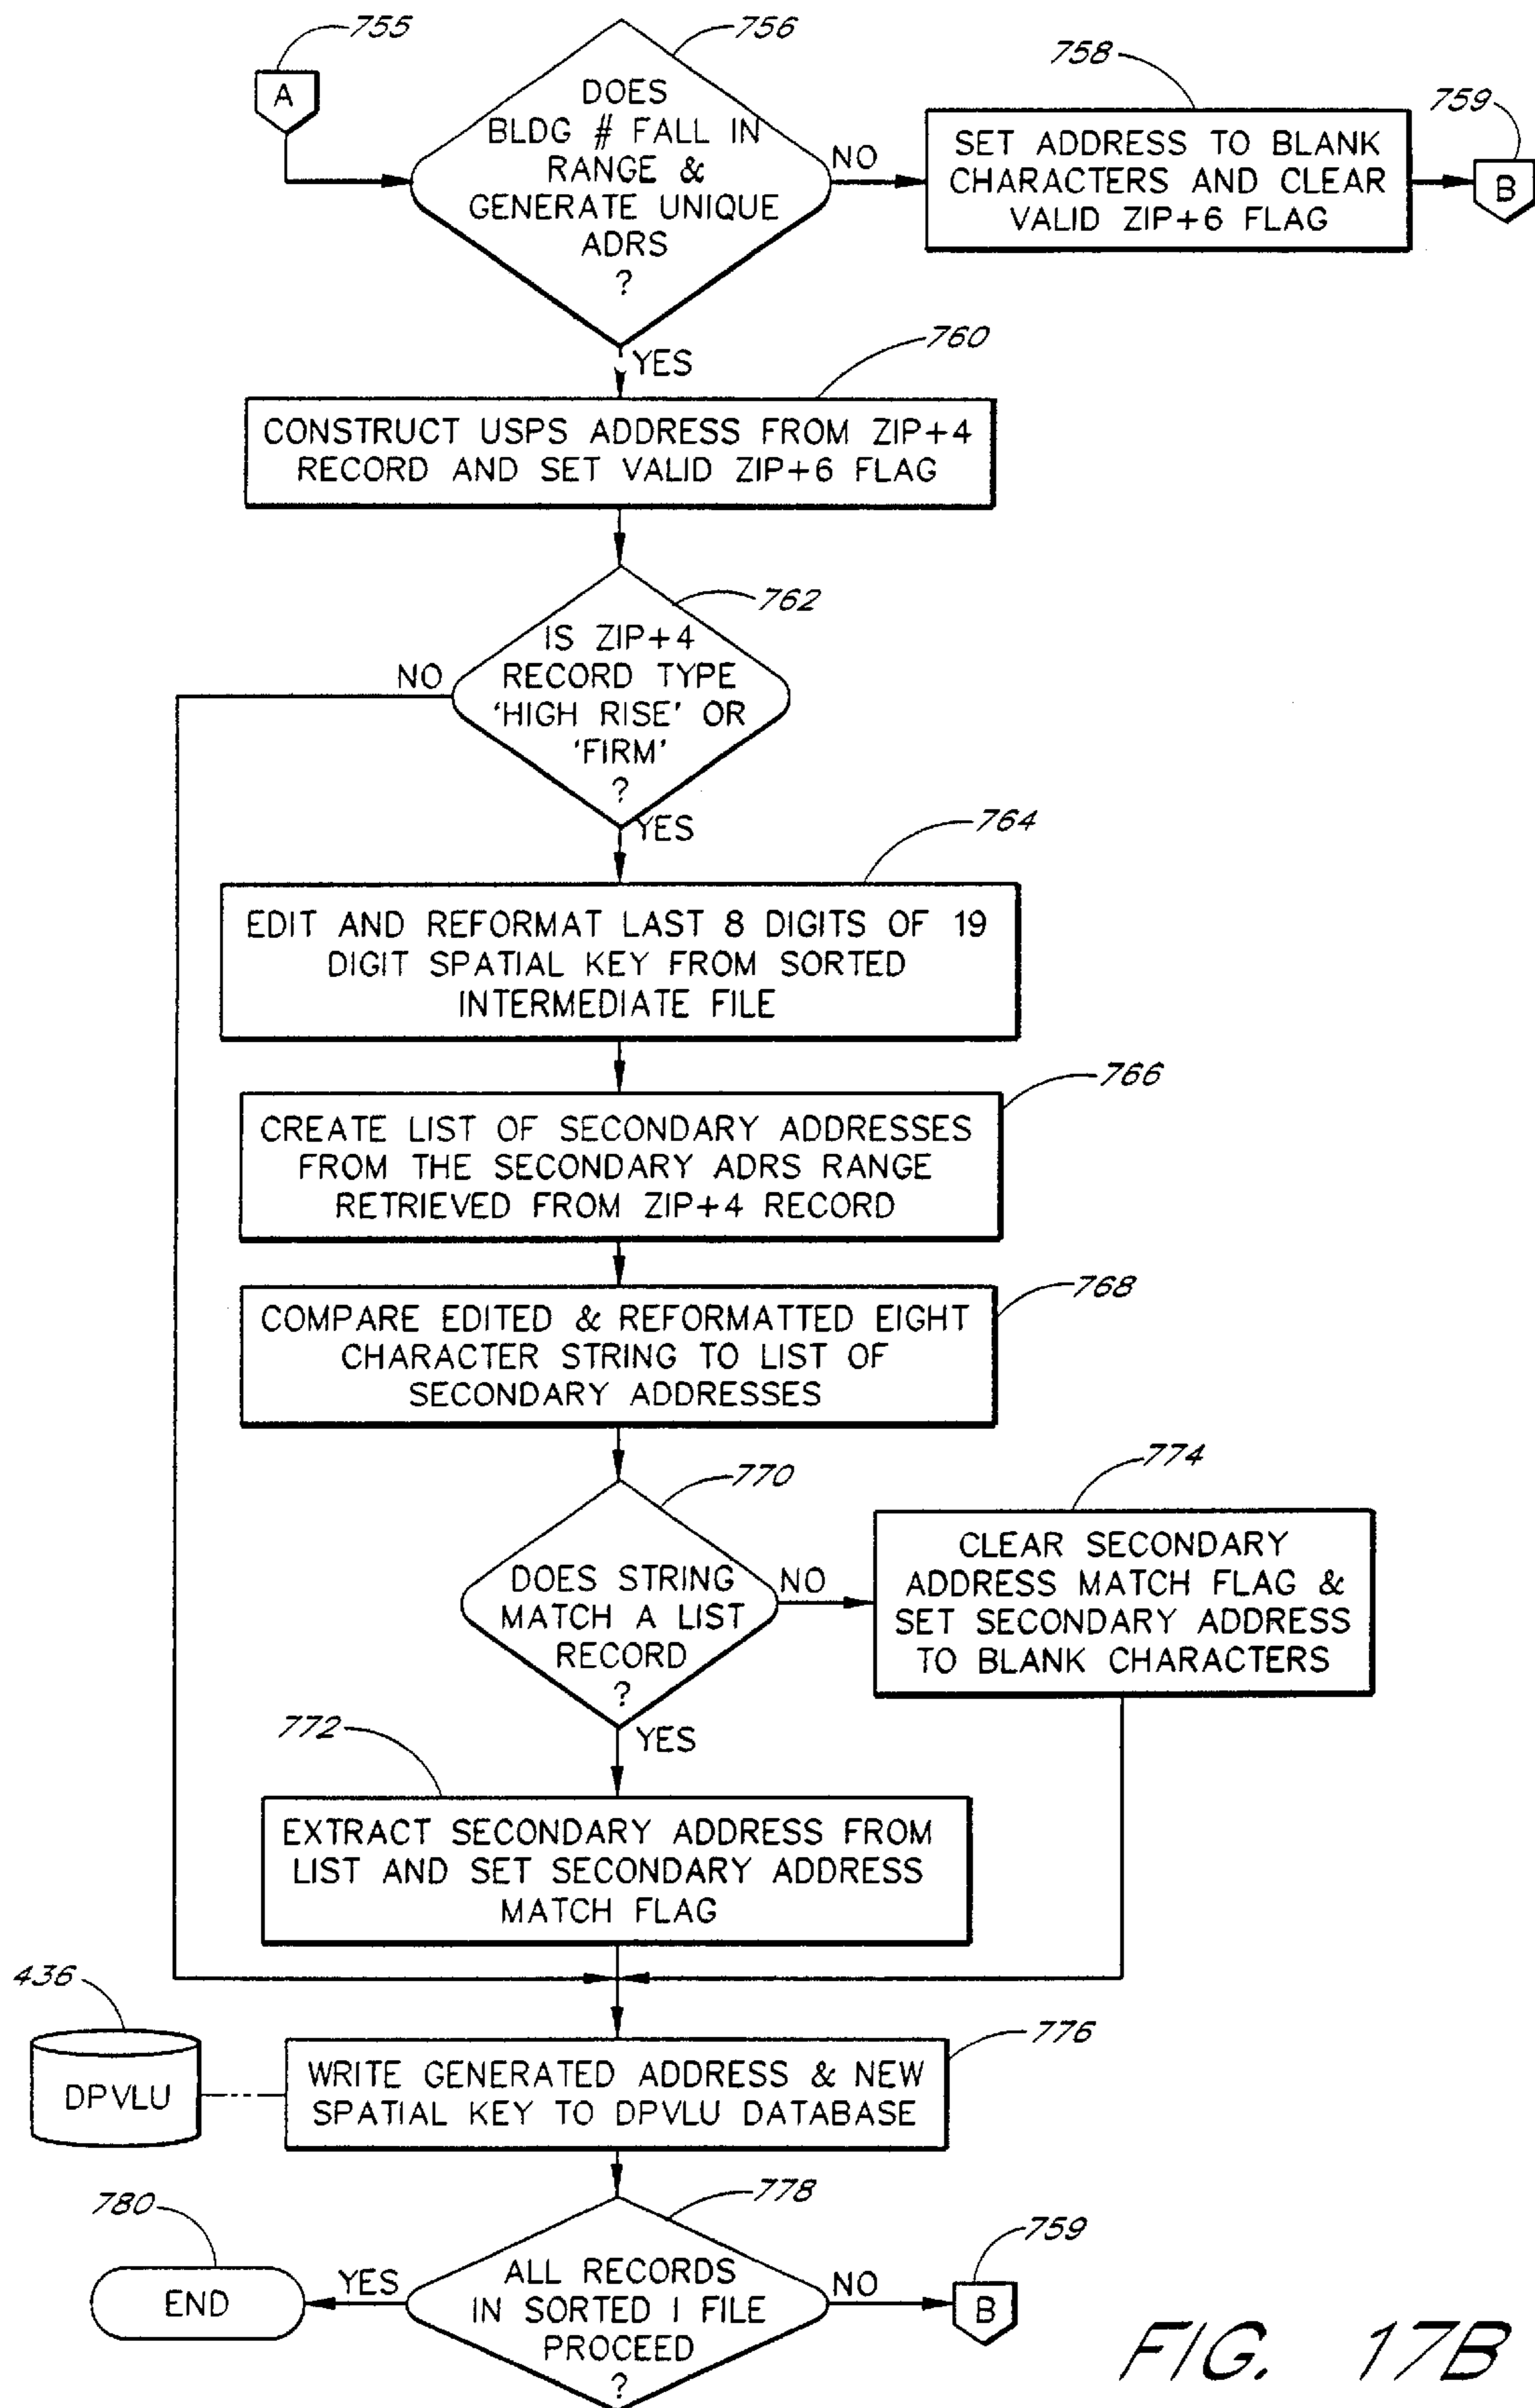 755
A
756
DOES
BLDG # FALL IN
RANGE &
GENERATE UNIQUE
ADRS
?
NO
758
SET ADDRESS TO BLANK
CHARACTERS AND CLEAR
VALID ZIP+6 FLAG
759
B
YES
760
CONSTRUCT USPS ADDRESS FROM ZIP+4
RECORD AND SET VALID ZIP+6 FLAG
762
IS ZIP+4
RECORD TYPE
'HIGH RISE' OR
'FIRM'
?
NO
YES
764
EDIT AND REFORMAT LAST 8 DIGITS OF 19
DIGIT SPATIAL KEY FROM SORTED
INTERMEDIATE FILE
766
CREATE LIST OF SECONDARY ADDRESSES
FROM THE SECONDARY ADRS RANGE
RETRIEVED FROM ZIP+4 RECORD
768
COMPARE EDITED & REFORMATTED EIGHT
CHARACTER STRING TO LIST OF
SECONDARY ADDRESSES
770
DOES STRING
MATCH A LIST
RECORD
?
NO
774
CLEAR SECONDARY
ADDRESS MATCH FLAG &
SET SECONDARY ADDRESS
TO BLANK CHARACTERS
YES
772
EXTRACT SECONDARY ADDRESS FROM
LIST AND SET SECONDARY ADDRESS
MATCH FLAG
436
DPVLU
776
WRITE GENERATED ADDRESS & NEW
SPATIAL KEY TO DPVLU DATABASE
778
ALL RECORDS
IN SORTED I FILE
PROCEED
?
YES
780
END
NO
759
B
FIG. 17B